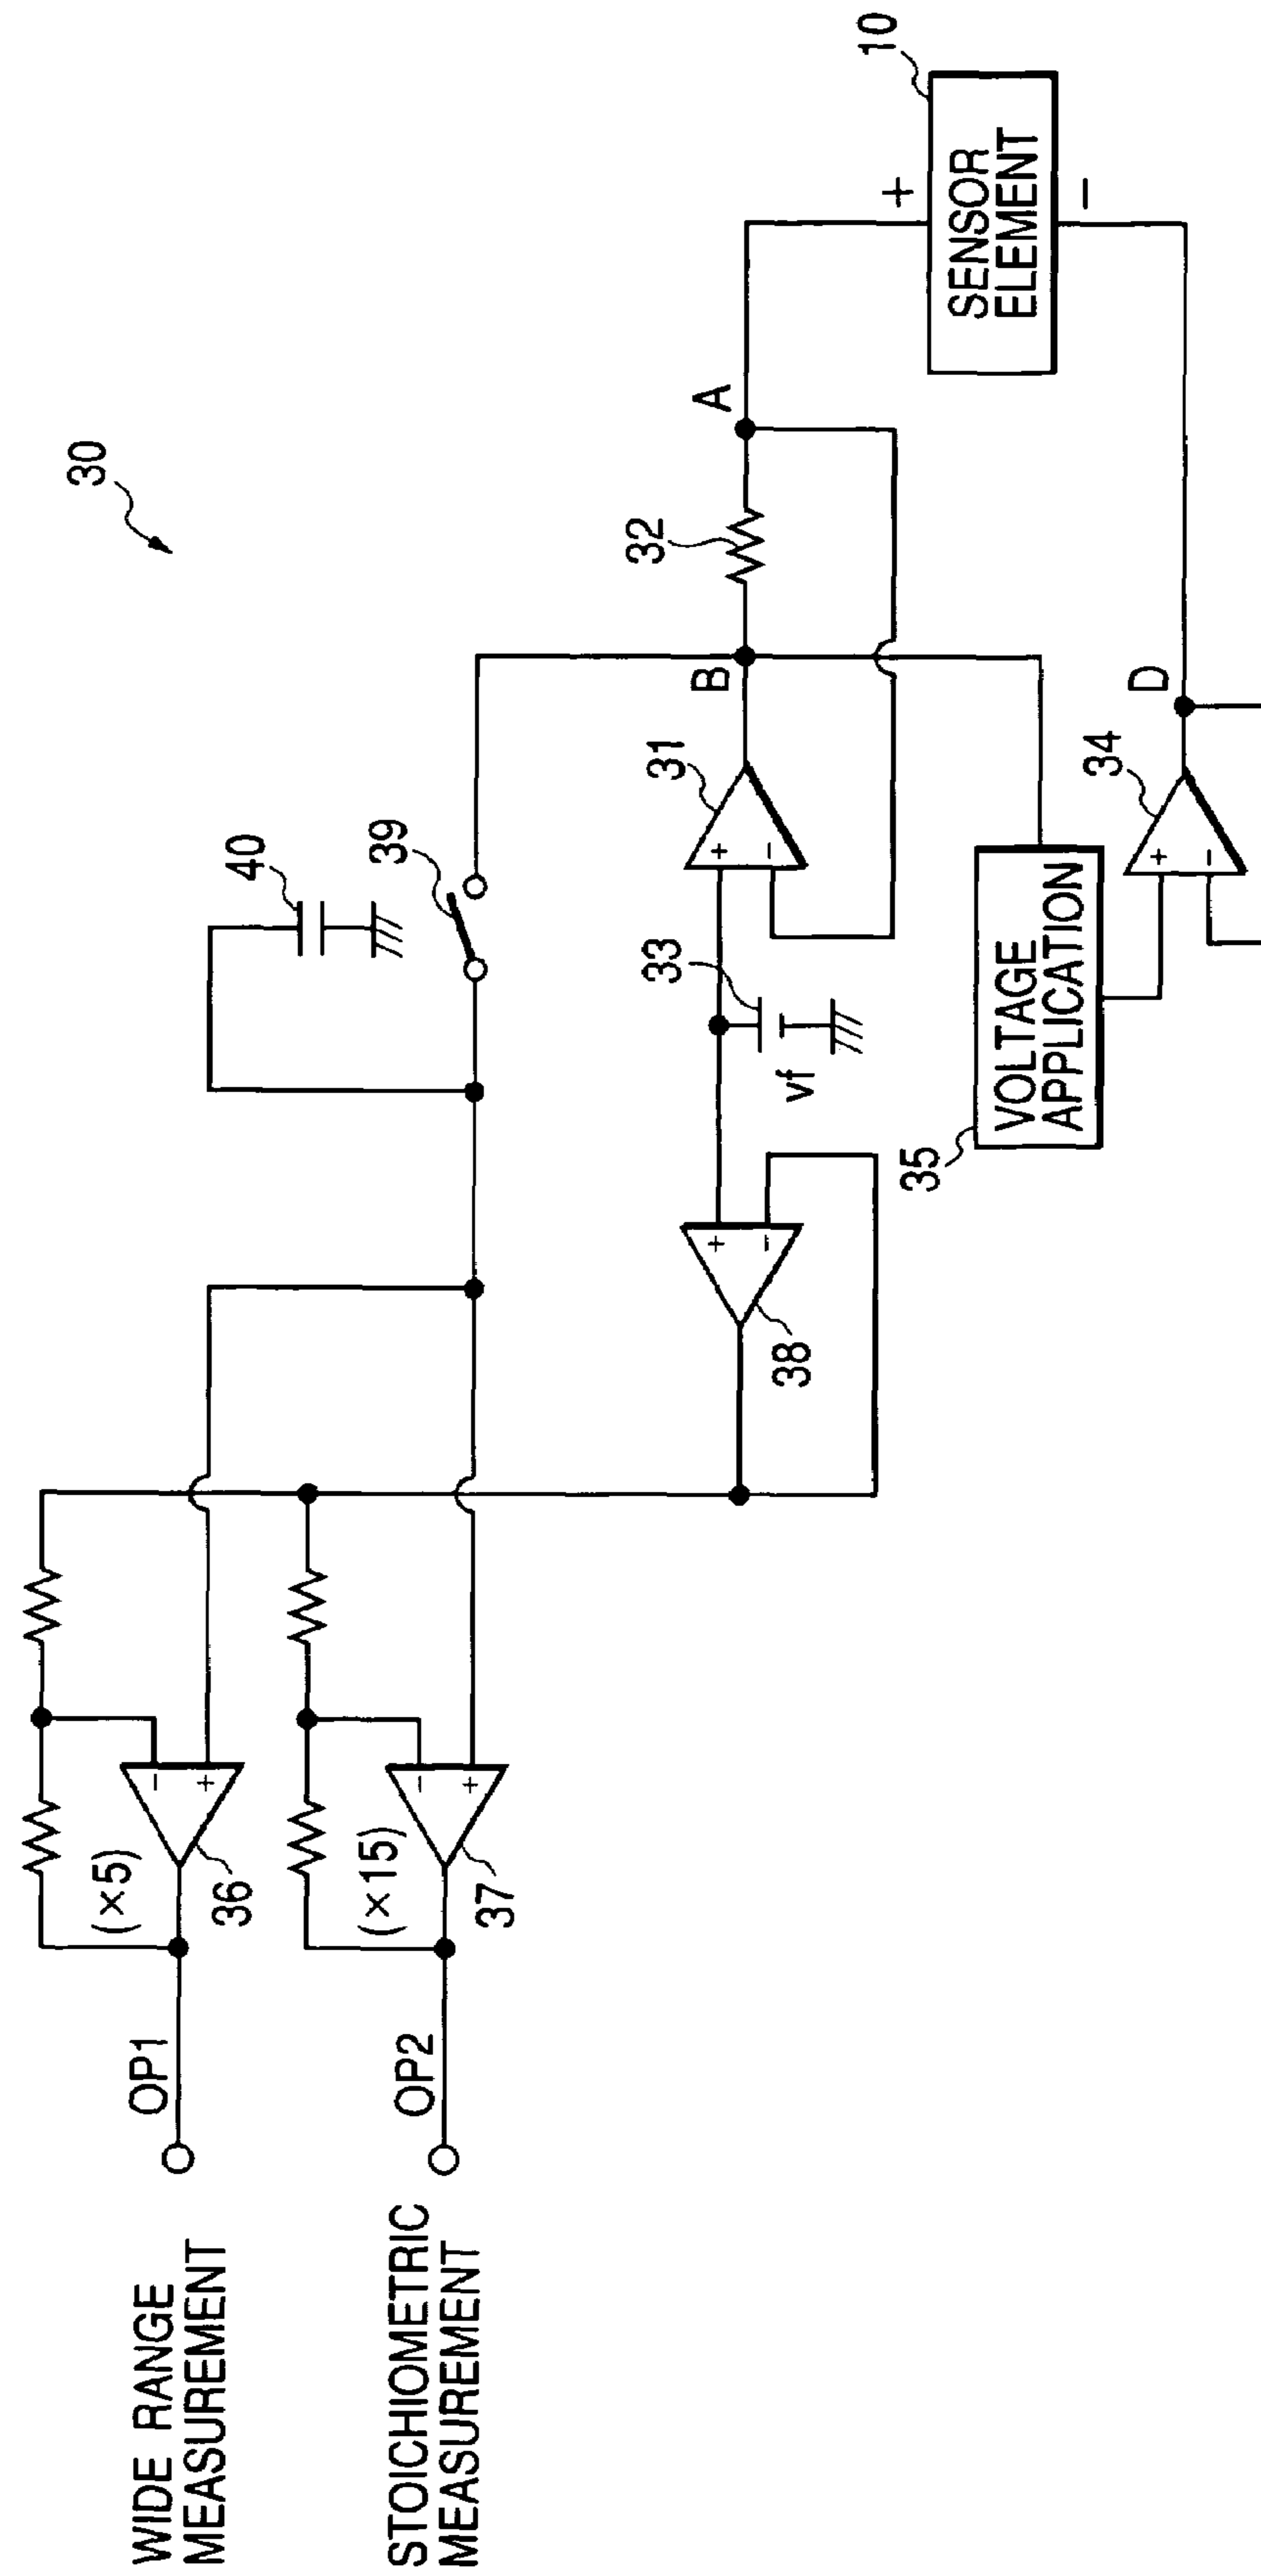 30
WIDE RANGE
MEASUREMENT
OP1
(×5)
36
STOICHIOMETRIC
MEASUREMENT
OP2
(×15)
37
40
39
38
33
vf
31
B
32
A
10
SENSOR
ELEMENT
+
−
35
VOLTAGE
APPLICATION
34
D
-
+
-
+
+
-
+
-
+
-